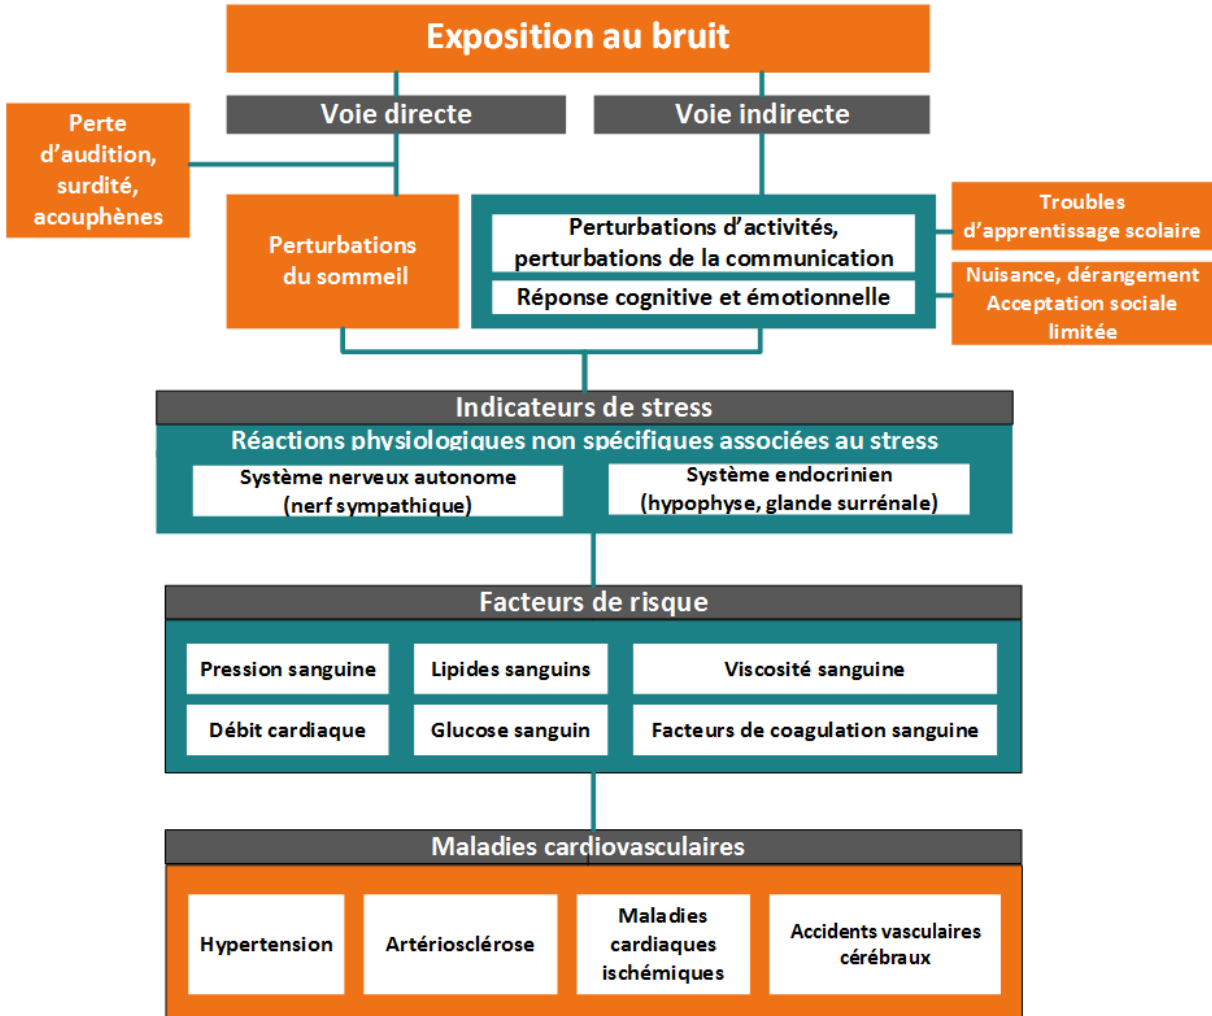 Exposition au bruit
Voie directe
Voie indirecte
Perte
d'audition,
surdité,
acouphènes
Perturbations
du sommeil
Perturbations d'activités,
perturbations de la communication
Réponse cognitive et émotionnelle
Troubles
d'apprentissage scolaire
Nuisance, dérangement
Acceptation sociale
limitée
Indicateurs de stress
Réactions physiologiques non spécifiques associées au stress
Système nerveux autonome
(nerf sympathique)
Système endocrinien
(hypophyse, glande surrénale)
Facteurs de risque
Pression sanguine
Lipides sanguins
Viscosité sanguine
Débit cardiaque
Glucose sanguin
Facteurs de coagulation sanguine
Maladies cardiovasculaires
Hypertension
Artériosclérose
Maladies
cardiaques
ischémiques
Accidents vasculaires
cérébraux